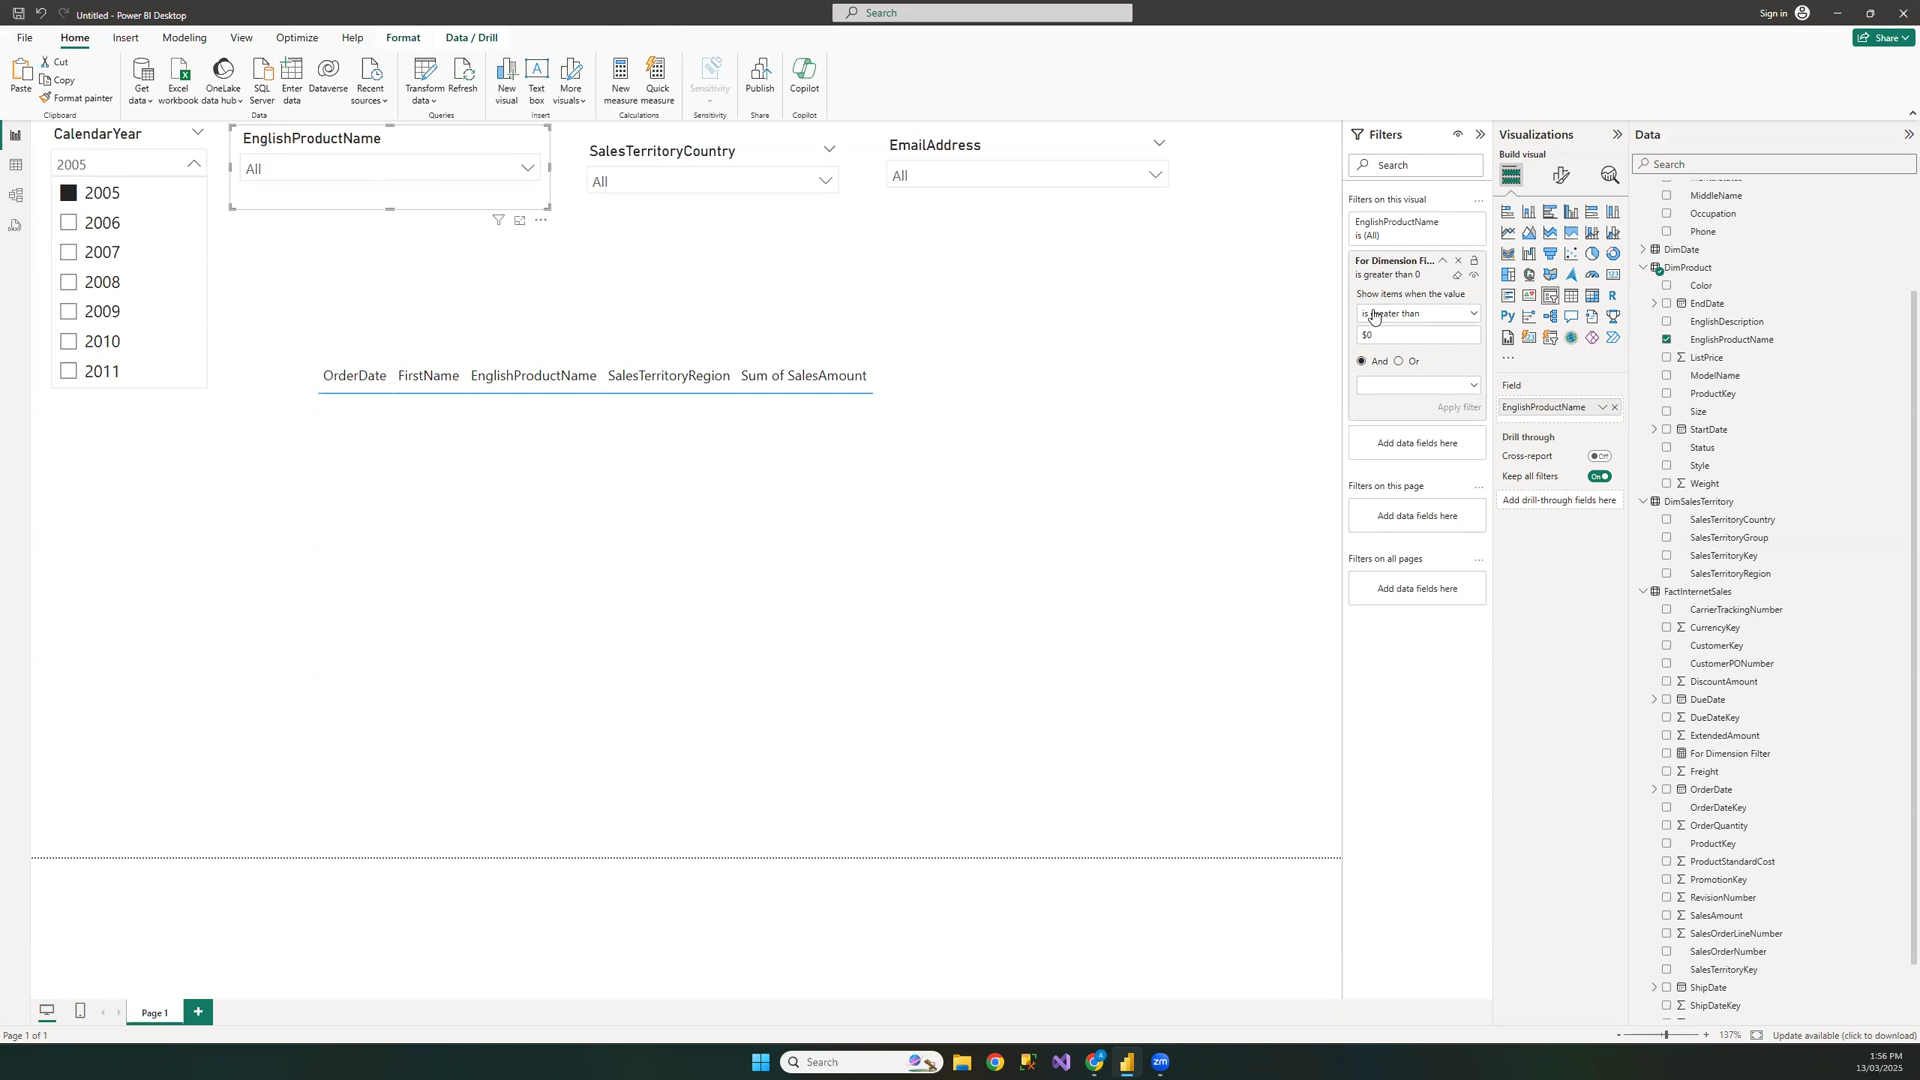 Untitled - Power BI Desktop
Search
Sign in
File
Home
Insert
Modeling
View
Optimize
Help
Format
Data / Drill
Share
Paste
Cut
Copy
Format painter
Clipboard
Get data
Excel workbook
OneLake data hub
SQL Server
Enter data
Dataverse
Recent sources
Data
Transform data
Refresh
Queries
New visual
Text box
More visuals
Insert
New measure
Quick measure
Calculations
Sensitivity
Sensitivity
Publish
Share
Copilot
Copilot
CalendarYear
2005
2005
2006
2007
2008
2009
2010
2011
EnglishProductName
All
SalesTerritoryCountry
All
EmailAddress
All
OrderDate FirstName EnglishProductName SalesTerritoryRegion Sum of SalesAmount
Filters
Search
Filters on this visual
EnglishProductName
is (All)
For Dimension Fi...
is greater than 0
Show items when the value
is greater than
$0
And Or
Apply filter
Add data fields here
Filters on this page
Add data fields here
Filters on all pages
Add data fields here
Visualizations
Build visual
R
Py
Field
EnglishProductName
Drill through
Cross-report
Off
Keep all filters
On
Add drill-through fields here
Data
Search
MiddleName
Occupation
Phone
DimDate
DimProduct
Color
EndDate
EnglishDescription
EnglishProductName
ListPrice
ModelName
ProductKey
Size
StartDate
Status
Style
Weight
DimSalesTerritory
SalesTerritoryCountry
SalesTerritoryGroup
SalesTerritoryKey
SalesTerritoryRegion
FactInternetSales
CarrierTrackingNumber
CurrencyKey
CustomerKey
CustomerPONumber
DiscountAmount
DueDate
DueDateKey
ExtendedAmount
For Dimension Filter
Freight
OrderDate
OrderDateKey
OrderQuantity
ProductKey
ProductStandardCost
PromotionKey
RevisionNumber
SalesAmount
SalesOrderLineNumber
SalesOrderNumber
SalesTerritoryKey
ShipDate
ShipDateKey
Page 1
Page 1 of 1
137%
Update available (click to download)
Search
zm
1:56 PM
13/03/2025